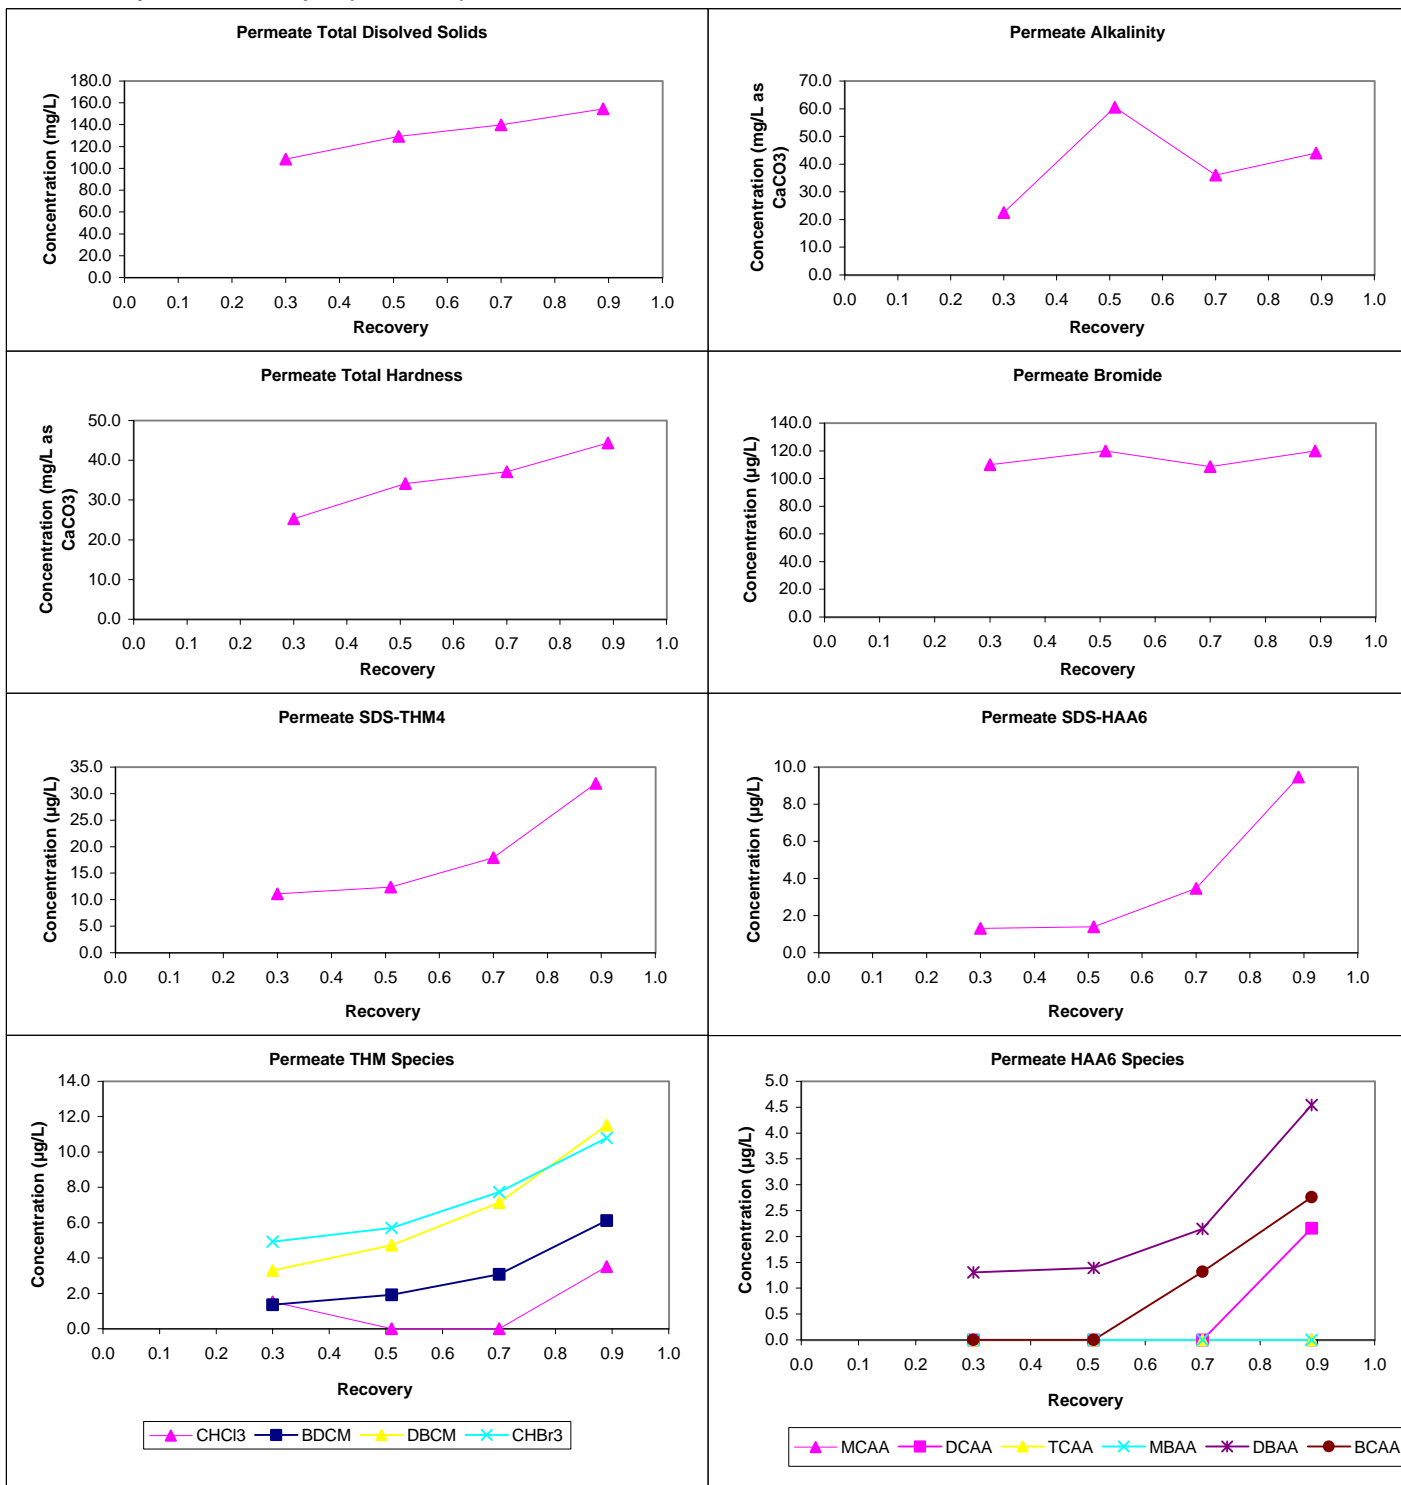 Permeate Total Disolved Solids
Concentration (mg/L)
180.0
160.0
140.0
120.0
100.0
80.0
60.0
40.0
20.0
0.0
0.0 0.1 0.2 0.3 0.4 0.5 0.6 0.7 0.8 0.9 1.0
Recovery
Permeate Alkalinity
Concentration (mg/L as
CaCO3)
70.0
60.0
50.0
40.0
30.0
20.0
10.0
0.0
0.0 0.1 0.2 0.3 0.4 0.5 0.6 0.7 0.8 0.9 1.0
Recovery
Permeate Total Hardness
Concentration (mg/L as
CaCO3)
50.0
40.0
30.0
20.0
10.0
0.0
0.0 0.1 0.2 0.3 0.4 0.5 0.6 0.7 0.8 0.9 1.0
Recovery
Permeate Bromide
Concentration (µg/L)
140.0
120.0
100.0
80.0
60.0
40.0
20.0
0.0
0.0 0.1 0.2 0.3 0.4 0.5 0.6 0.7 0.8 0.9 1.0
Recovery
Permeate SDS-THM4
Concentration (µg/L)
35.0
30.0
25.0
20.0
15.0
10.0
5.0
0.0
0.0 0.1 0.2 0.3 0.4 0.5 0.6 0.7 0.8 0.9 1.0
Recovery
Permeate SDS-HAA6
Concentration (µg/L)
10.0
8.0
6.0
4.0
2.0
0.0
0.0 0.1 0.2 0.3 0.4 0.5 0.6 0.7 0.8 0.9 1.0
Recovery
Permeate THM Species
Concentration (µg/L)
14.0
12.0
10.0
8.0
6.0
4.0
2.0
0.0
0.0 0.1 0.2 0.3 0.4 0.5 0.6 0.7 0.8 0.9 1.0
Recovery
CHCl3 BDCM DBCM CHBr3
Permeate HAA6 Species
Concentration (µg/L)
5.0
4.5
4.0
3.5
3.0
2.5
2.0
1.5
1.0
0.5
0.0
0.0 0.1 0.2 0.3 0.4 0.5 0.6 0.7 0.8 0.9 1.0
Recovery
MCAA DCAA TCAA MBAA DBAA BCAA